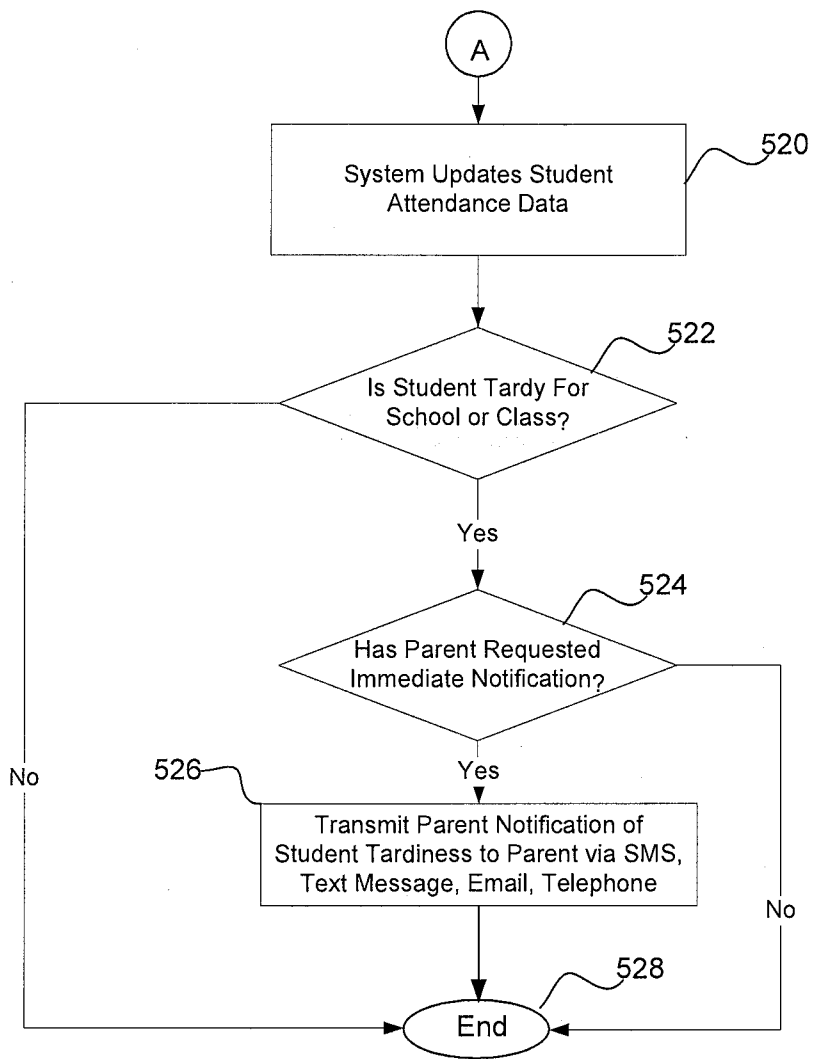 A
System Updates Student
Attendance Data
520
Is Student Tardy For
School or Class?
522
Yes
Has Parent Requested
Immediate Notification?
524
No
526
Yes
Transmit Parent Notification of
Student Tardiness to Parent via SMS,
Text Message, Email, Telephone
No
End
528